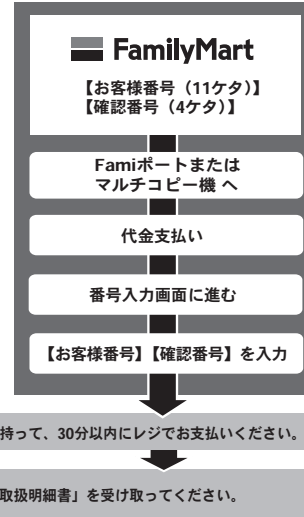 FamilyMart
【お客様番号（11ケタ）】
【確認番号（4ケタ）】
Famiポートまたは
マルチコピー機 へ
代金支払い
番号入力画面に進む
【お客様番号】【確認番号】を入力
持って、30分以内にレジでお支払いください。
取扱明細書」を受け取ってください。